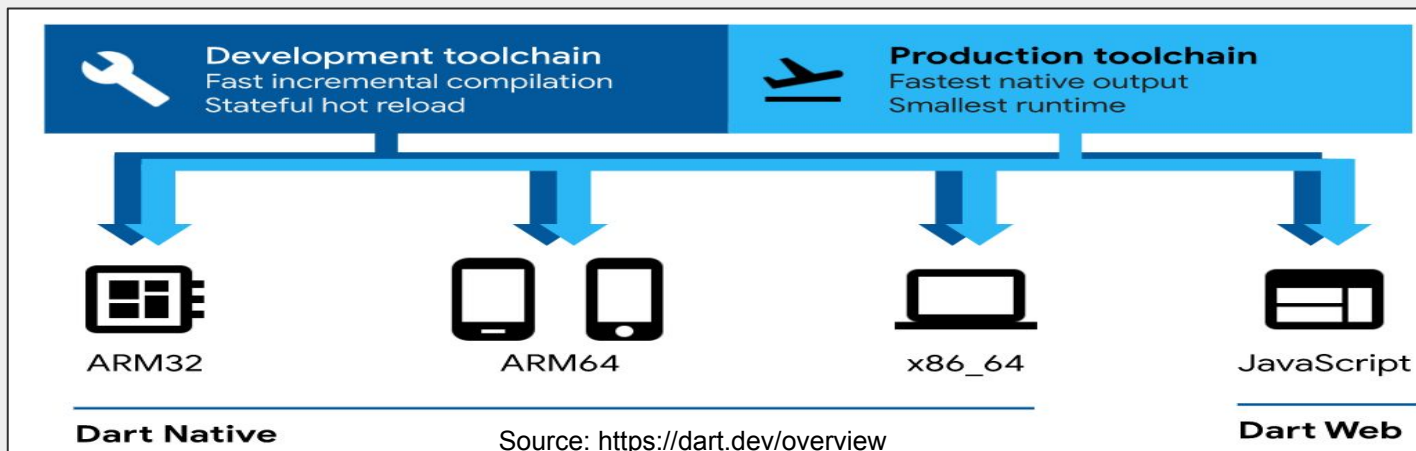 Development toolchain
Fast incremental compilation
Stateful hot reload
Production toolchain
Fastest native output
Smallest runtime
ARM32
ARM64
x86_64
JavaScript
Dart Native
Source: https://dart.dev/overview
Dart Web